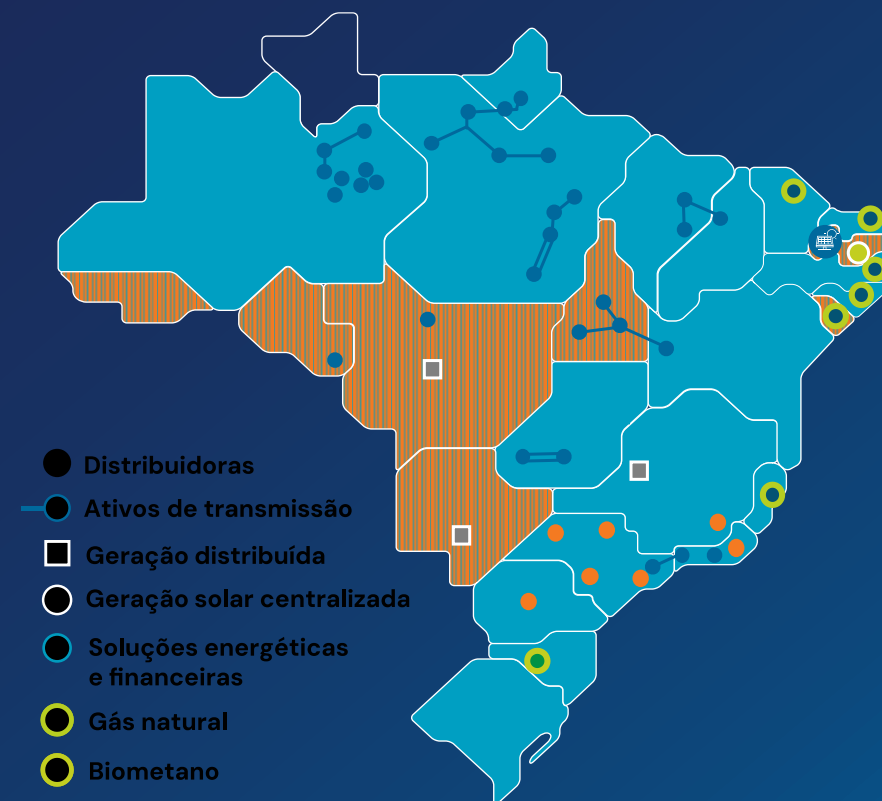 Distribuidoras
Ativos de transmissão
Geração distribuída
Geração solar centralizada
Soluções energéticas
e financeiras
Gás natural
Biometano